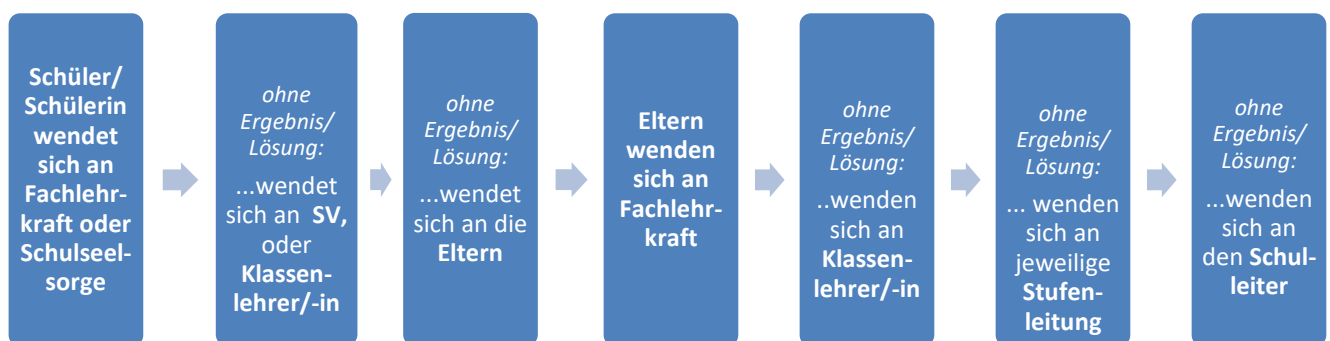 Schüler/
Schülerin
wendet
sich an
Fachlehr-
kraft oder
Schulseel-
sorge
ohne
Ergebnis/
Lösung:
...wendet
sich an SV,
oder
Klassen-
lehrer/-in
ohne
Ergebnis/
Lösung:
...wendet
sich an die
Eltern
Eltern
wenden
sich an
Fachlehr-
kraft
ohne
Ergebnis/
Lösung:
..wenden
sich an
Klassen-
lehrer/-in
ohne
Ergebnis/
Lösung:
... wenden
sich an
jeweilige
Stufen-
leitung
ohne
Ergebnis/
Lösung:
...wenden
sich an
den Schul-
leiter